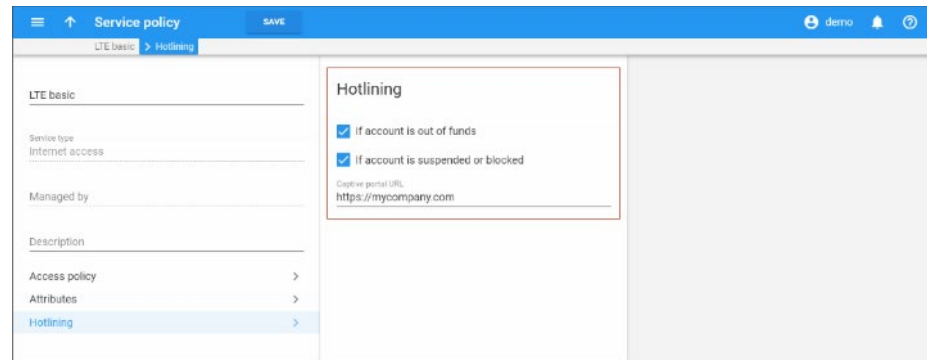 Service policy
SAVE
demo
LTE basic
Hotlining
LTE basic
Service type
Internet access
Managed by
Description
Access policy
Attributes
Hotlining
Hotlining
If account is out of funds
If account is suspended or blocked
Captive portal URL
https://mycompany.com